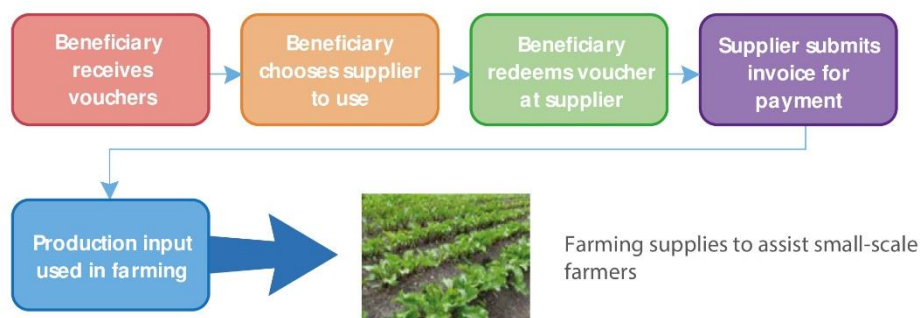 Beneficiary
receives
vouchers
Beneficiary
chooses supplier
to use
Beneficiary
redeems voucher
at supplier
Supplier submits
invoice for
payment
Production input
used in farming
Farming supplies to assist small-scale
farmers